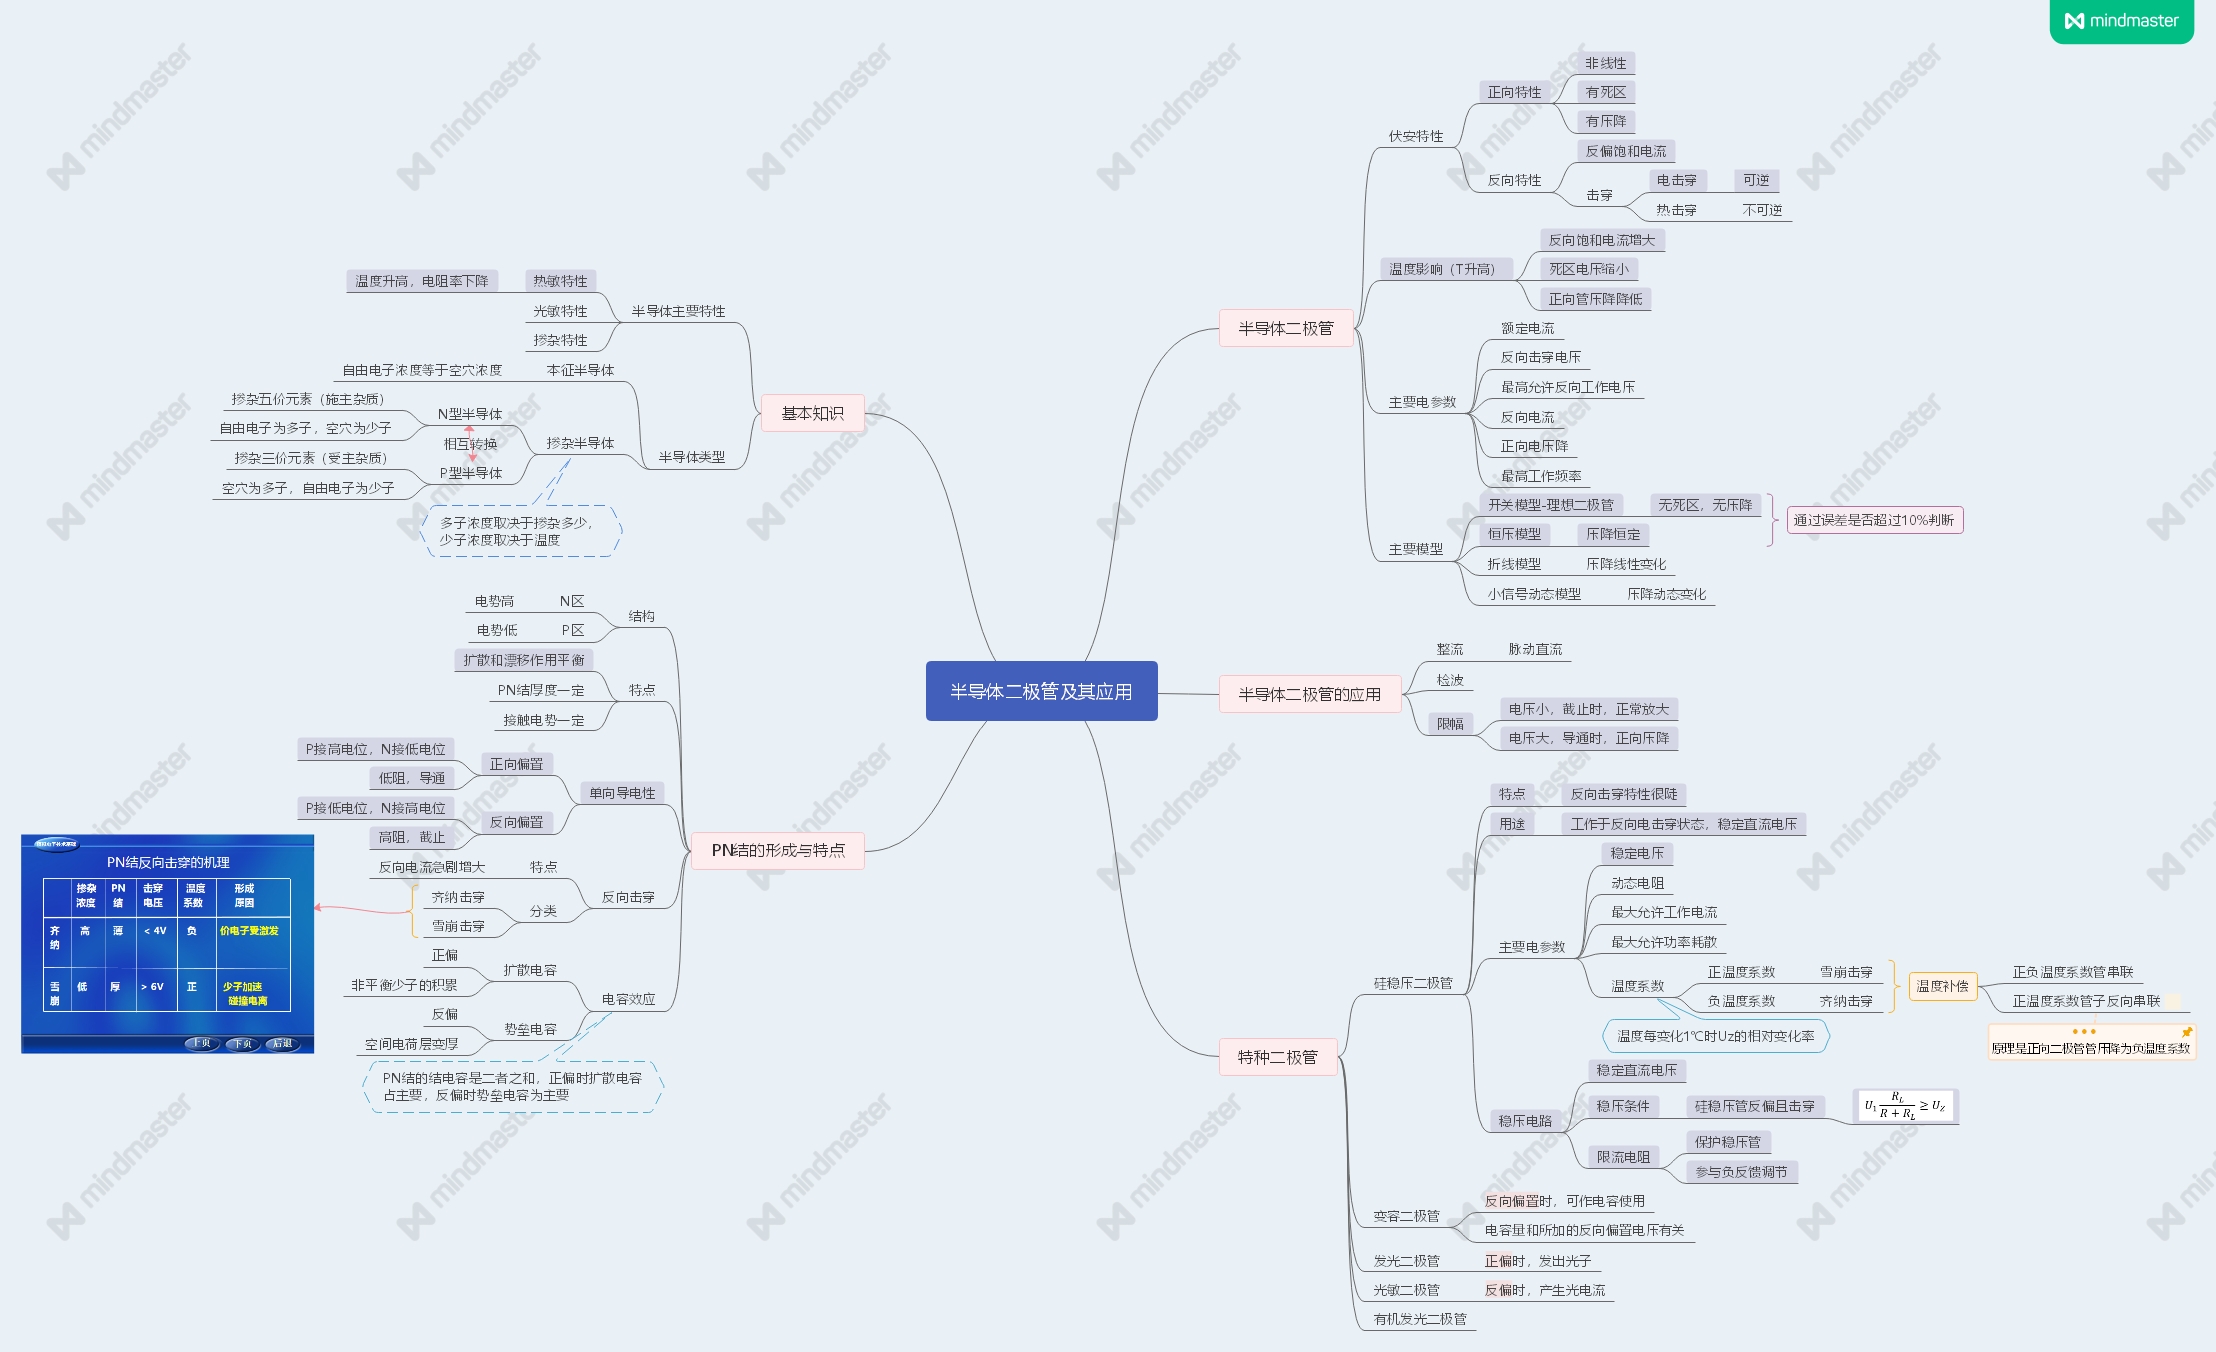 mindmaster
半导体二极管及其应用
基本知识
半导体主要特性
热敏特性
温度升高，电阻率下降
光敏特性
掺杂特性
半导体类型
本征半导体
自由电子浓度等于空穴浓度
掺杂半导体
N型半导体
掺杂五价元素（施主杂质）
自由电子为多子，空穴为少子
相互转换
P型半导体
掺杂三价元素（受主杂质）
空穴为多子，自由电子为少子
多子浓度取决于掺杂多少，
少子浓度取决于温度
PN结的形成与特点
结构
N区
电势高
P区
电势低
特点
扩散和漂移作用平衡
PN结厚度一定
接触电势一定
单向导电性
正向偏置
P接高电位，N接低电位
低阻，导通
反向偏置
P接低电位，N接高电位
高阻，截止
反向击穿
特点
反向电流急剧增大
分类
齐纳击穿
雪崩击穿
PN结反向击穿的机理
掺杂浓度 PN结 击穿电压 温度系数 形成原因
齐纳 高 薄 < 4V 负 价电子受激发
雪崩 低 厚 > 6V 正 少子加速碰撞电离
上页 下页 后退
电容效应
扩散电容
正偏
非平衡少子的积累
势垒电容
反偏
空间电荷层变厚
PN结的结电容是二者之和，正偏时扩散电容
占主要，反偏时势垒电容为主要
半导体二极管
伏安特性
正向特性
非线性
有死区
有压降
反向特性
反偏饱和电流
击穿
电击穿
可逆
热击穿
不可逆
温度影响（T升高）
反向饱和电流增大
死区电压缩小
正向管压降降低
主要电参数
额定电流
反向击穿电压
最高允许反向工作电压
反向电流
正向电压降
最高工作频率
主要模型
开关模型-理想二极管
无死区，无压降
恒压模型
压降恒定
通过误差是否超过10%判断
折线模型
压降线性变化
小信号动态模型
压降动态变化
半导体二极管的应用
整流
脉动直流
检波
限幅
电压小，截止时，正常放大
电压大，导通时，正向压降
特种二极管
硅稳压二极管
特点
反向击穿特性很陡
用途
工作于反向电击穿状态，稳定直流电压
主要电参数
稳定电压
动态电阻
最大允许工作电流
最大允许功率耗散
温度系数
正温度系数
雪崩击穿
负温度系数
齐纳击穿
温度补偿
正负温度系数管串联
正温度系数管子反向串联
原理是正向二极管管压降为负温度系数
温度每变化1℃时Uz的相对变化率
稳压电路
稳定直流电压
稳压条件
硅稳压管反偏且击穿
U₁ R_L / (R + R_L) ≥ U_Z
限流电阻
保护稳压管
参与负反馈调节
变容二极管
反向偏置时，可作电容使用
电容量和所加的反向偏置电压有关
发光二极管
正偏时，发出光子
光敏二极管
反偏时，产生光电流
有机发光二极管